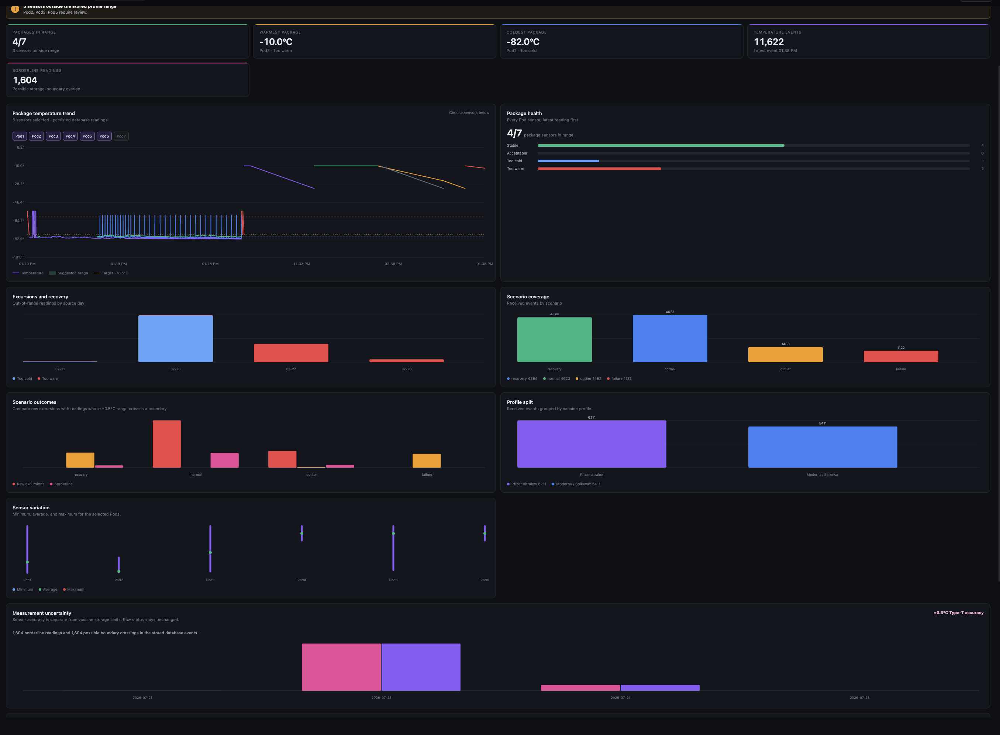 3 sensors outside the stored profile range
Pod2, Pod3, Pod5 require review.
PACKAGES IN RANGE
4/7
3 sensors outside range
WARMEST PACKAGE
-10.0°C
Pod3 · Too warm
COLDEST PACKAGE
-82.0°C
Pod2 · Too cold
TEMPERATURE EVENTS
11,622
Latest event 01:38 PM
BORDERLINE READINGS
1,604
Possible storage-boundary overlap
Package temperature trend
6 sensors selected · persisted database readings
Choose sensors below
Pod1 Pod2 Pod3 Pod4 Pod5 Pod6 Pod7
8.2°
-10.0°
-28.2°
-46.4°
-64.7°
-82.9°
-101.1°
01:20 PM 01:19 PM 01:26 PM 12:33 PM 02:38 PM 01:38 PM
Temperature Suggested range Target -78.5°C
Package health
Every Pod sensor, latest reading first
4/7 package sensors in range
Stable 4
Acceptable 0
Too cold 1
Too warm 2
Excursions and recovery
Out-of-range readings by source day
07-21 07-23 07-27 07-28
Too cold Too warm
Scenario coverage
Received events by scenario
4394 4623 1483 1122
recovery normal outlier failure
recovery 4394 normal 4623 outlier 1483 failure 1122
Scenario outcomes
Compare raw excursions with readings whose ±0.5°C range crosses a boundary.
recovery normal outlier failure
Raw excursions Borderline
Profile split
Received events grouped by vaccine profile.
6211 5411
Pfizer ultralow Moderna / Spikevax
Pfizer ultralow 6211 Moderna / Spikevax 5411
Sensor variation
Minimum, average, and maximum for the selected Pods.
Pod1 Pod2 Pod3 Pod4 Pod5 Pod6
Minimum Average Maximum
Measurement uncertainty
Sensor accuracy is separate from vaccine storage limits. Raw status stays unchanged.
±0.5°C Type-T accuracy
1,604 borderline readings and 1,604 possible boundary crossings in the stored database events.
2026-07-21 2026-07-23 2026-07-27 2026-07-28